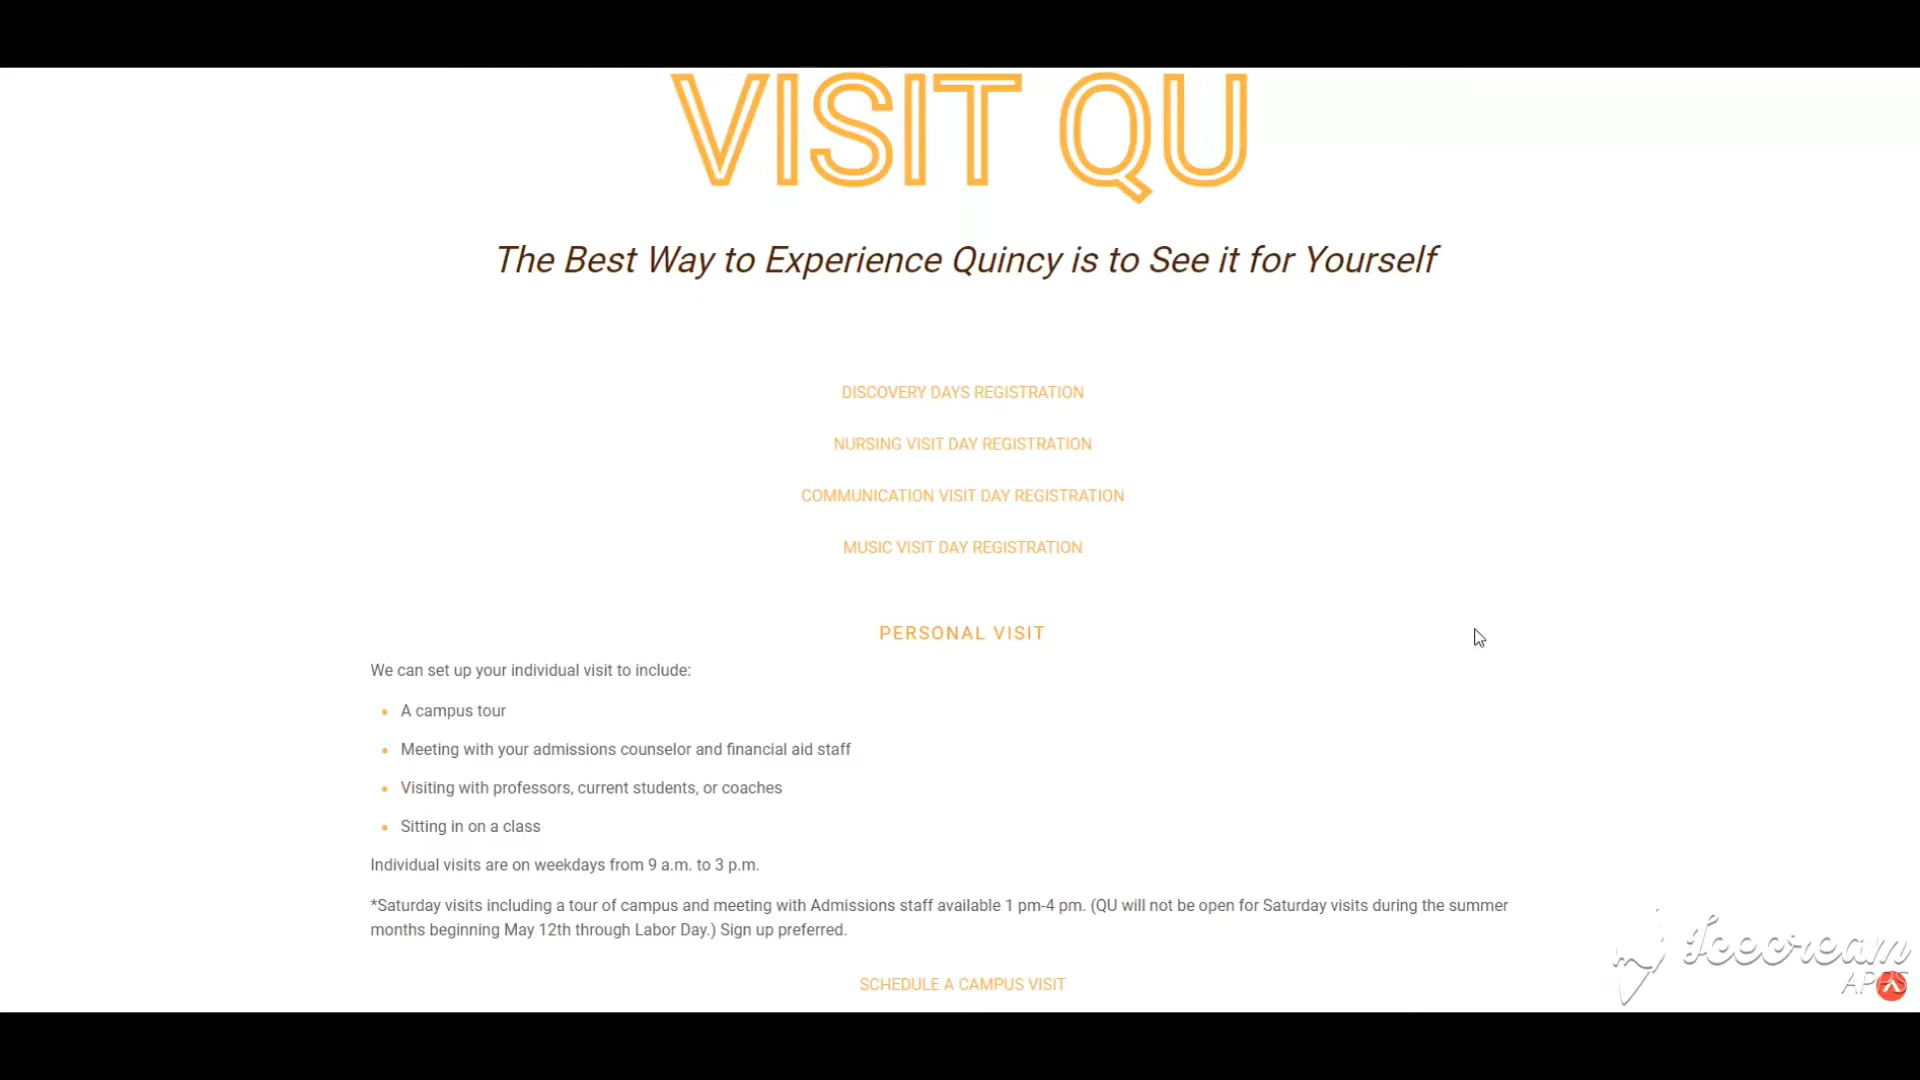 VISIT QU
The Best Way to Experience Quincy is to See it for Yourself
DISCOVERY DAYS REGISTRATION
NURSING VISIT DAY REGISTRATION
COMMUNICATION VISIT DAY REGISTRATION
MUSIC VISIT DAY REGISTRATION
PERSONAL VISIT
We can set up your individual visit to include:
A campus tour
Meeting with your admissions counselor and financial aid staff
Visiting with professors, current students, or coaches
Sitting in on a class
Individual visits are on weekdays from 9 a.m. to 3 p.m.
*Saturday visits including a tour of campus and meeting with Admissions staff available 1 pm-4 pm. (QU will not be open for Saturday visits during the summer
months beginning May 12th through Labor Day.) Sign up preferred.
SCHEDULE A CAMPUS VISIT
Icecream
APPS